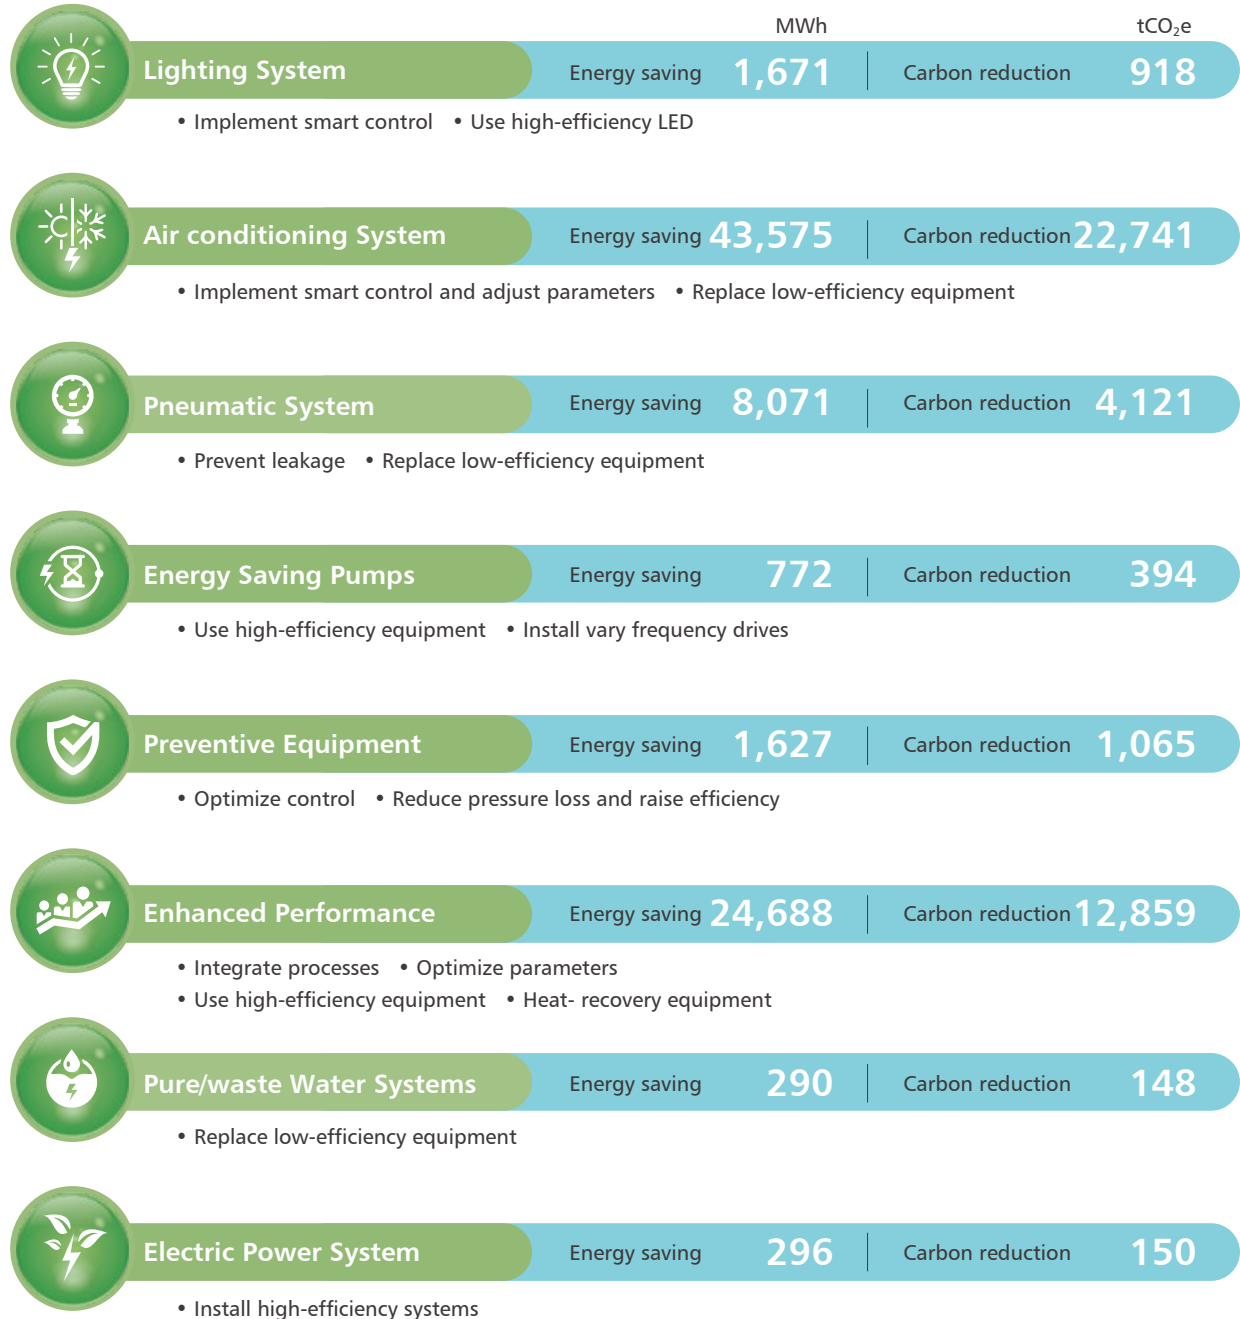 MWh tCO₂e
Lighting System Energy saving 1,671 Carbon reduction 918
• Implement smart control • Use high-efficiency LED
Air conditioning System Energy saving 43,575 Carbon reduction 22,741
• Implement smart control and adjust parameters • Replace low-efficiency equipment
Pneumatic System Energy saving 8,071 Carbon reduction 4,121
• Prevent leakage • Replace low-efficiency equipment
Energy Saving Pumps Energy saving 772 Carbon reduction 394
• Use high-efficiency equipment • Install vary frequency drives
Preventive Equipment Energy saving 1,627 Carbon reduction 1,065
• Optimize control • Reduce pressure loss and raise efficiency
Enhanced Performance Energy saving 24,688 Carbon reduction 12,859
• Integrate processes • Optimize parameters
• Use high-efficiency equipment • Heat- recovery equipment
Pure/waste Water Systems Energy saving 290 Carbon reduction 148
• Replace low-efficiency equipment
Electric Power System Energy saving 296 Carbon reduction 150
• Install high-efficiency systems